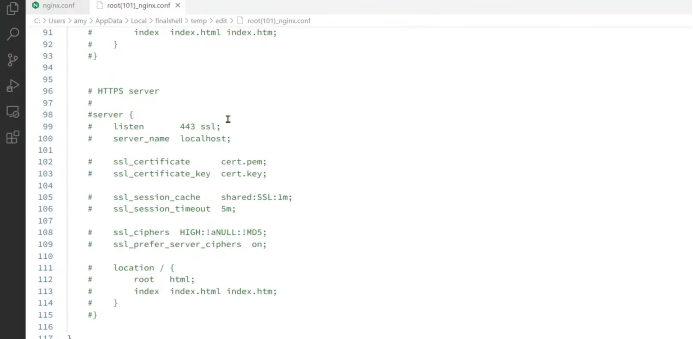 nginx.conf root(101)_nginx.conf ×
C: > Users > amy > AppData > Local > finalshell > temp > edit > root(101)_nginx.conf
91 # index index.html index.htm;
92 # }
93 #}
94
95
96 # HTTPS server
97 #
98 #server {
99 # listen 443 ssl;
100 # server_name localhost;
101
102 # ssl_certificate cert.pem;
103 # ssl_certificate_key cert.key;
104
105 # ssl_session_cache shared:SSL:1m;
106 # ssl_session_timeout 5m;
107
108 # ssl_ciphers HIGH:!aNULL:!MD5;
109 # ssl_prefer_server_ciphers on;
110
111 # location / {
112 # root html;
113 # index index.html index.htm;
114 # }
115 #}
116
117 }